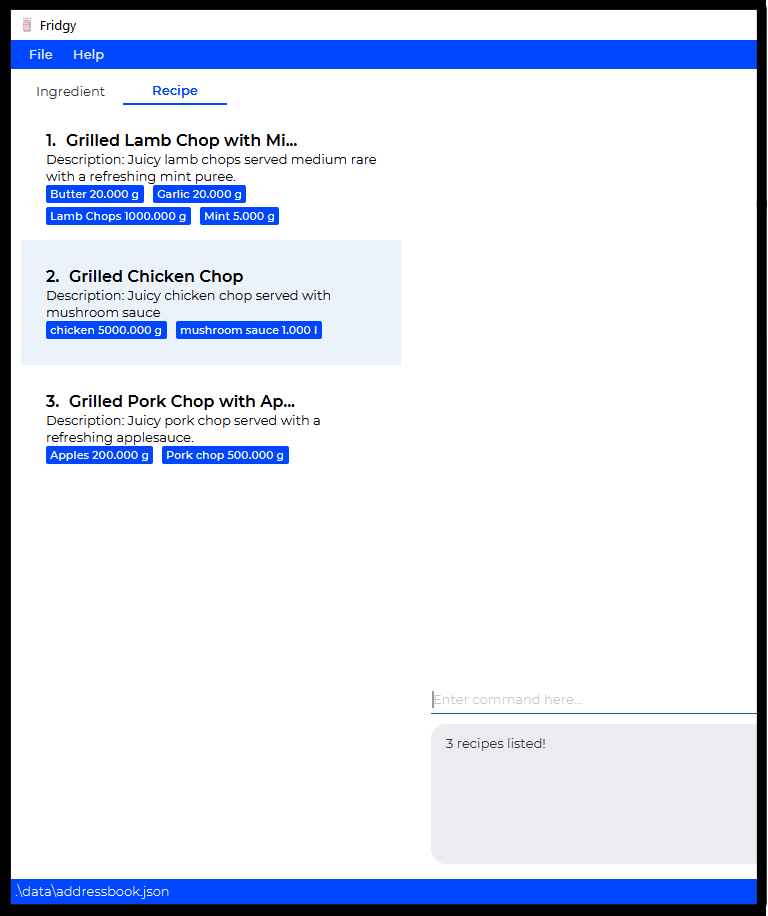 Fridgy
File Help
Ingredient Recipe
1. Grilled Lamb Chop with Mi...
Description: Juicy lamb chops served medium rare
with a refreshing mint puree.
Butter 20.000 g Garlic 20.000 g
Lamb Chops 1000.000 g Mint 5.000 g
2. Grilled Chicken Chop
Description: Juicy chicken chop served with
mushroom sauce
chicken 5000.000 g mushroom sauce 1.000 l
3. Grilled Pork Chop with Ap...
Description: Juicy pork chop served with a
refreshing applesauce.
Apples 200.000 g Pork chop 500.000 g
Enter command here...
3 recipes listed!
.\data\addressbook.json